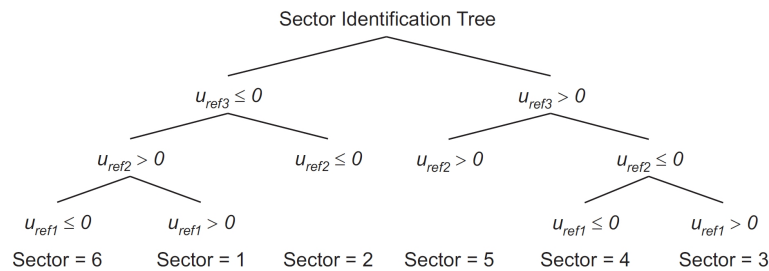 Sector Identification Tree
u_ref3 ≤ 0 u_ref3 > 0
u_ref2 > 0 u_ref2 ≤ 0 u_ref2 > 0 u_ref2 ≤ 0
u_ref1 ≤ 0 u_ref1 > 0 u_ref1 ≤ 0 u_ref1 > 0
Sector = 6 Sector = 1 Sector = 2 Sector = 5 Sector = 4 Sector = 3